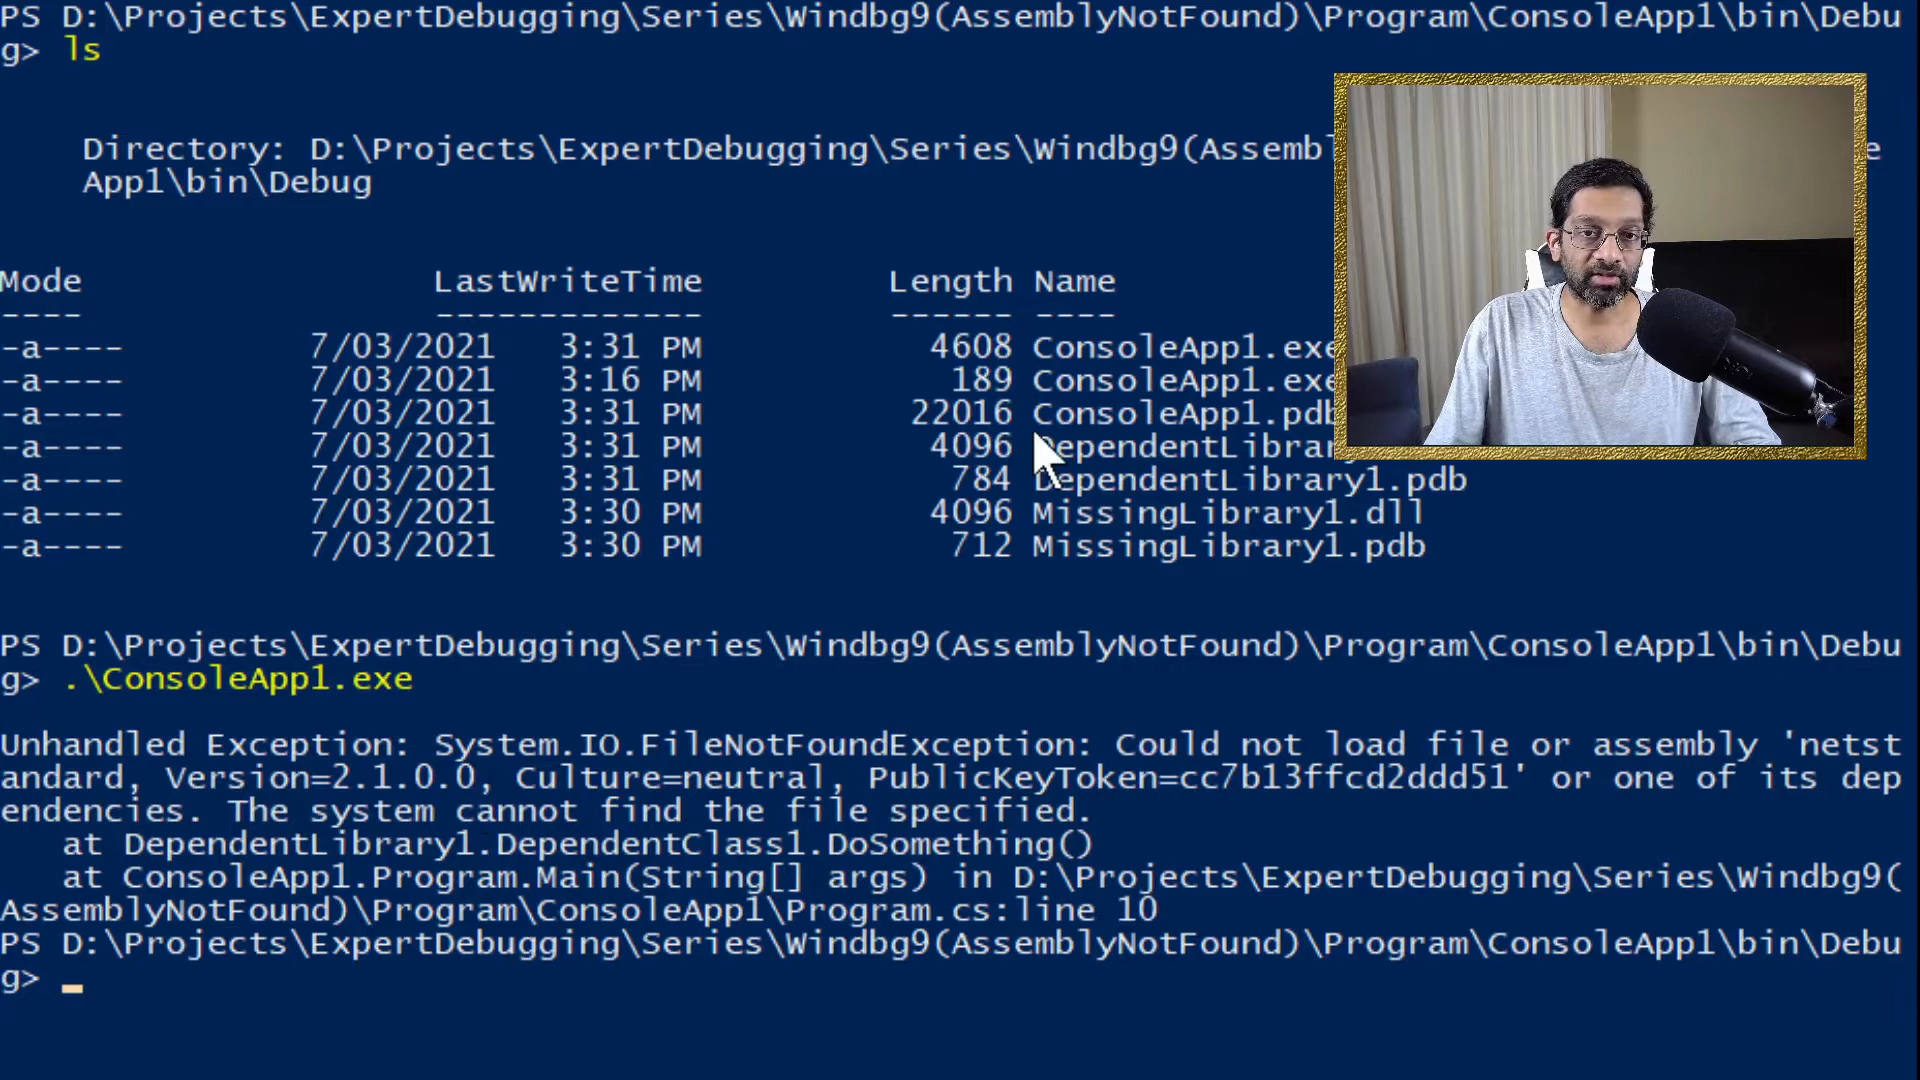 PS D:\Projects\ExpertDebugging\Series\Windbg9(AssemblyNotFound)\Program\ConsoleApp1\bin\Debu
g> ls
Directory: D:\Projects\ExpertDebugging\Series\Windbg9(Assembl e
App1\bin\Debug
Mode LastWriteTime Length Name
---- ------------- ------ ----
-a---- 7/03/2021 3:31 PM 4608 ConsoleApp1.exe
-a---- 7/03/2021 3:16 PM 189 ConsoleApp1.exe
-a---- 7/03/2021 3:31 PM 22016 ConsoleApp1.pdb
-a---- 7/03/2021 3:31 PM 4096 DependentLibrar
-a---- 7/03/2021 3:31 PM 784 DependentLibrary1.pdb
-a---- 7/03/2021 3:30 PM 4096 MissingLibrary1.dll
-a---- 7/03/2021 3:30 PM 712 MissingLibrary1.pdb
PS D:\Projects\ExpertDebugging\Series\Windbg9(AssemblyNotFound)\Program\ConsoleApp1\bin\Debu
g> .\ConsoleApp1.exe
Unhandled Exception: System.IO.FileNotFoundException: Could not load file or assembly 'netst
andard, Version=2.1.0.0, Culture=neutral, PublicKeyToken=cc7b13ffcd2ddd51' or one of its dep
endencies. The system cannot find the file specified.
at DependentLibrary1.DependentClass1.DoSomething()
at ConsoleApp1.Program.Main(String[] args) in D:\Projects\ExpertDebugging\Series\Windbg9(
AssemblyNotFound)\Program\ConsoleApp1\Program.cs:line 10
PS D:\Projects\ExpertDebugging\Series\Windbg9(AssemblyNotFound)\Program\ConsoleApp1\bin\Debu
g>